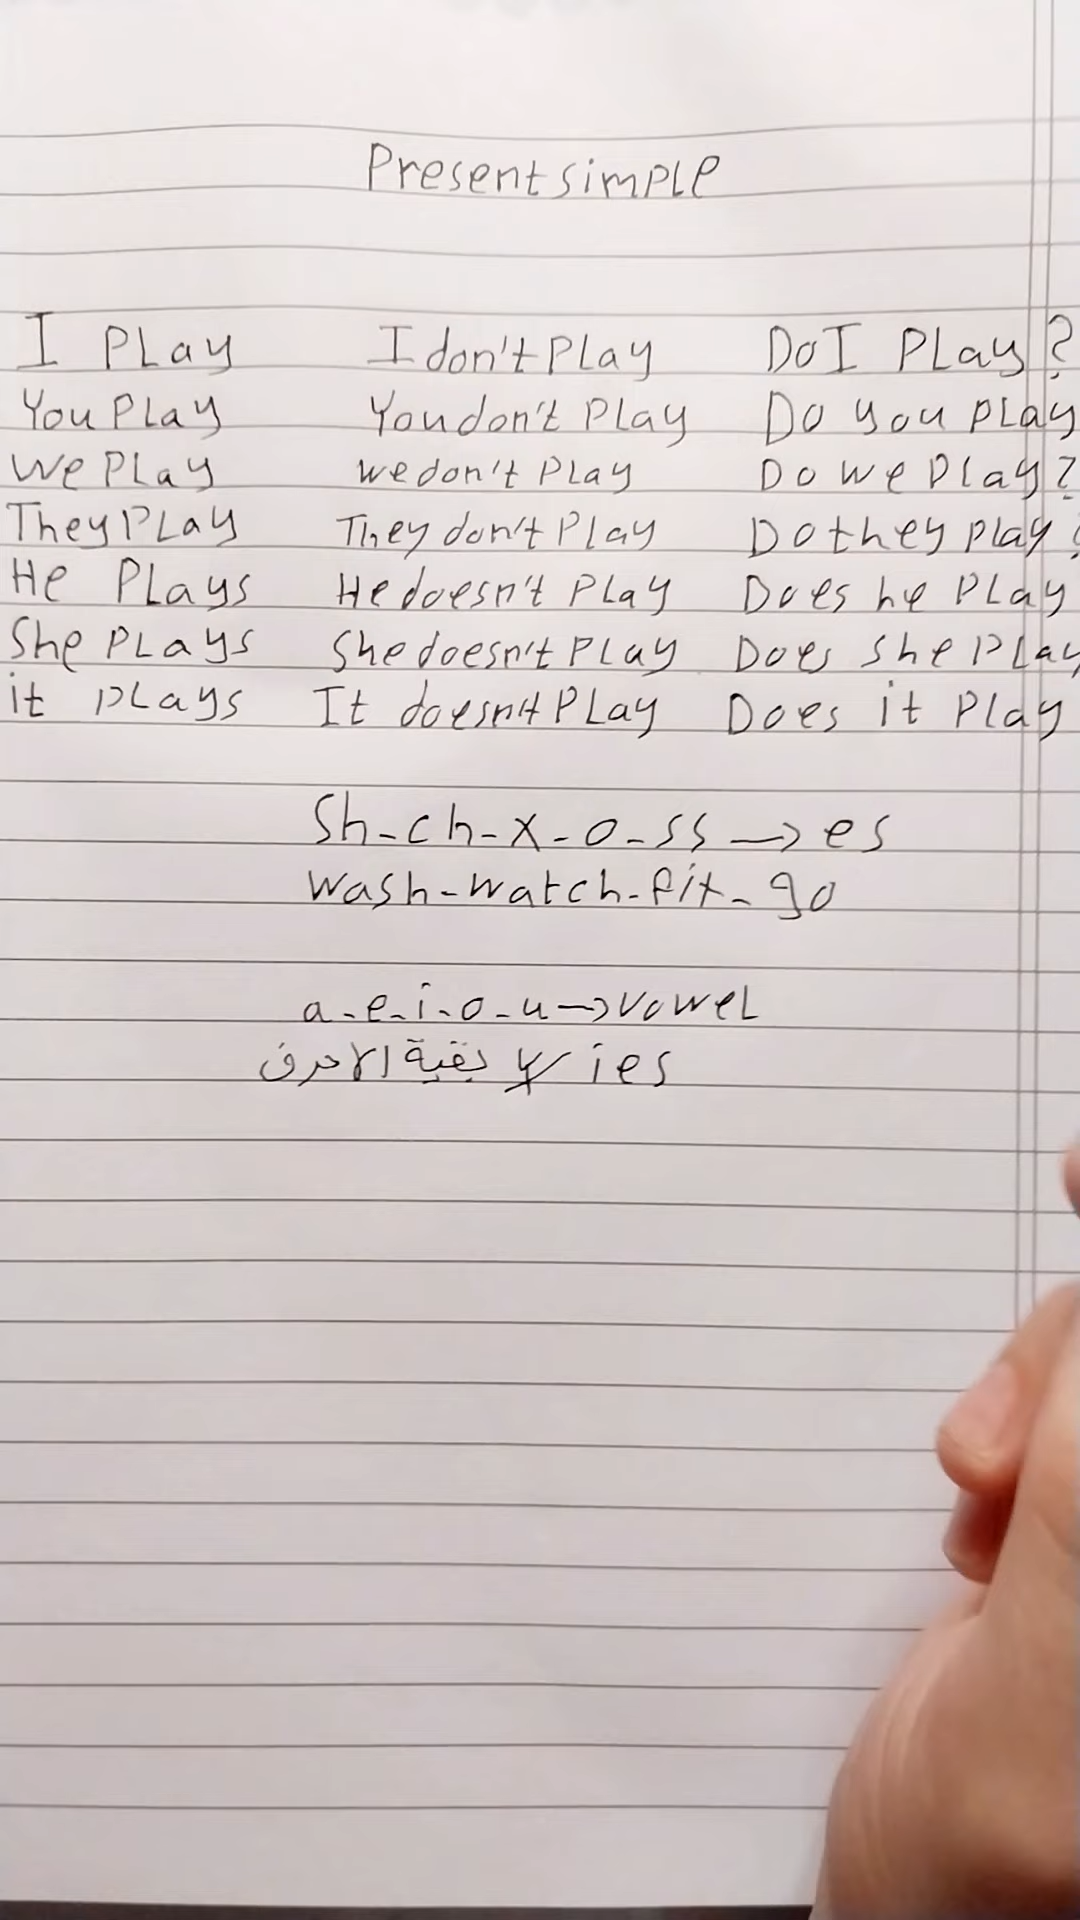 Present simple
I Play I don't Play Do I Play?
You Play You don't Play Do you play
We Play we don't Play Do we Play?
They Play They don't Play Do they play?
He Plays He doesn't Play Does he Play
She Plays She doesn't Play Does she Play
it plays It doesn't Play Does it Play
Sh-ch-x-o-ss → es
Wash-watch-fix-go
a-e-i-o-u → vowel
بقية الاحرف y ies